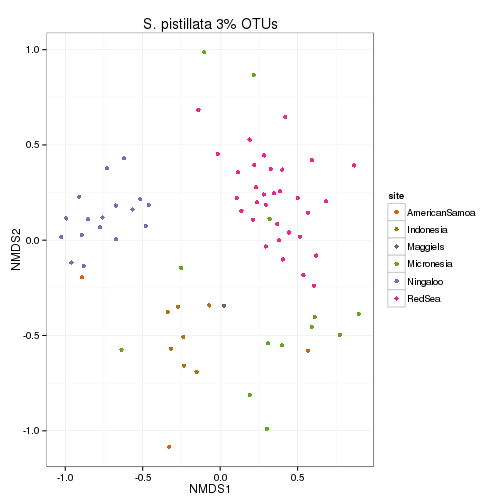 S. pistillata 3% OTUs
1.0
0.5
0.0
-0.5
-1.0
NMDS2
-1.0 -0.5 0.0 0.5
NMDS1
site
AmericanSamoa
Indonesia
Maggiels
Micronesia
Ningaloo
RedSea